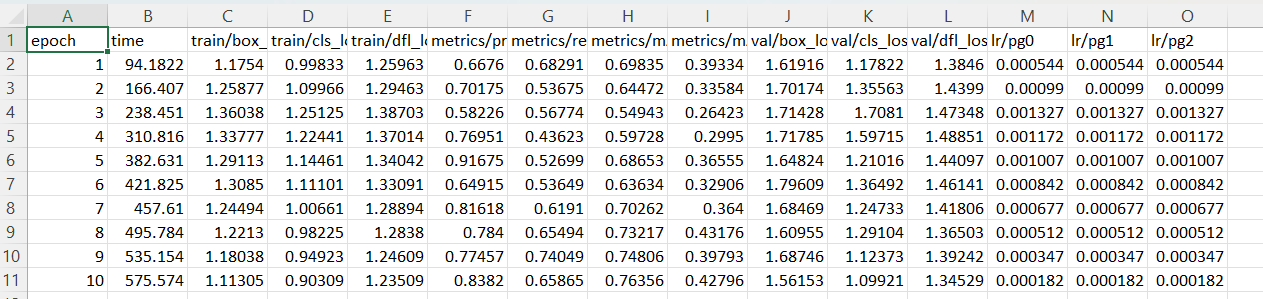 A B C D E F G H I J K L M N O
1 epoch time train/box_ train/cls_lo train/dfl_lo metrics/pr metrics/re metrics/m metrics/m val/box_lo val/cls_los val/dfl_los lr/pg0 lr/pg1 lr/pg2
2 1 94.1822 1.1754 0.99833 1.25963 0.6676 0.68291 0.69835 0.39334 1.61916 1.17822 1.3846 0.000544 0.000544 0.000544
3 2 166.407 1.25877 1.09966 1.29463 0.70175 0.53675 0.64472 0.33584 1.70174 1.35563 1.4399 0.00099 0.00099 0.00099
4 3 238.451 1.36038 1.25125 1.38703 0.58226 0.56774 0.54943 0.26423 1.71428 1.7081 1.47348 0.001327 0.001327 0.001327
5 4 310.816 1.33777 1.22441 1.37014 0.76951 0.43623 0.59728 0.2995 1.71785 1.59715 1.48851 0.001172 0.001172 0.001172
6 5 382.631 1.29113 1.14461 1.34042 0.91675 0.52699 0.68653 0.36555 1.64824 1.21016 1.44097 0.001007 0.001007 0.001007
7 6 421.825 1.3085 1.11101 1.33091 0.64915 0.53649 0.63634 0.32906 1.79609 1.36492 1.46141 0.000842 0.000842 0.000842
8 7 457.61 1.24494 1.00661 1.28894 0.81618 0.6191 0.70262 0.364 1.68469 1.24733 1.41806 0.000677 0.000677 0.000677
9 8 495.784 1.2213 0.98225 1.2838 0.784 0.65494 0.73217 0.43176 1.60955 1.29104 1.36503 0.000512 0.000512 0.000512
10 9 535.154 1.18038 0.94923 1.24609 0.77457 0.74049 0.74806 0.39793 1.68746 1.12373 1.39242 0.000347 0.000347 0.000347
11 10 575.574 1.11305 0.90309 1.23509 0.8382 0.65865 0.76356 0.42796 1.56153 1.09921 1.34529 0.000182 0.000182 0.000182